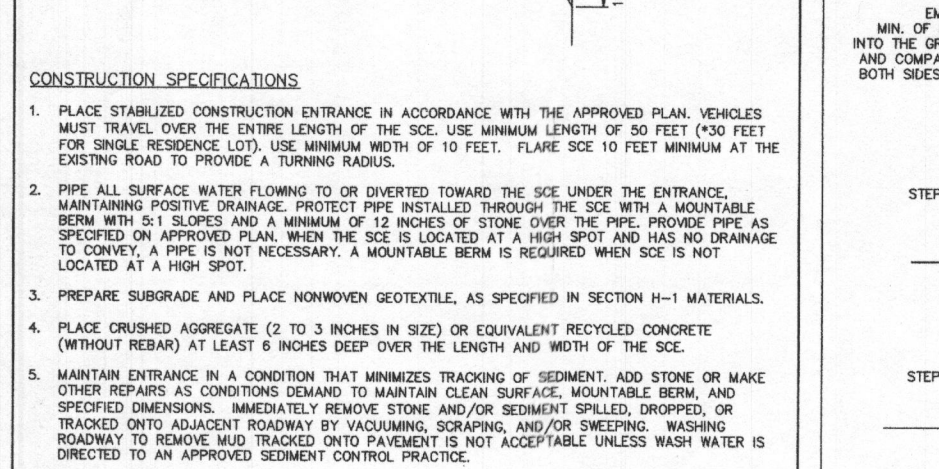 CONSTRUCTION SPECIFICATIONS
1. PLACE STABILIZED CONSTRUCTION ENTRANCE IN ACCORDANCE WITH THE APPROVED PLAN. VEHICLES
MUST TRAVEL OVER THE ENTIRE LENGTH OF THE SCE. USE MINIMUM LENGTH OF 50 FEET (*30 FEET
FOR SINGLE RESIDENCE LOT). USE MINIMUM WIDTH OF 10 FEET. FLARE SCE 10 FEET MINIMUM AT THE
EXISTING ROAD TO PROVIDE A TURNING RADIUS.
2. PIPE ALL SURFACE WATER FLOWING TO OR DIVERTED TOWARD THE SCE UNDER THE ENTRANCE,
MAINTAINING POSITIVE DRAINAGE. PROTECT PIPE INSTALLED THROUGH THE SCE WITH A MOUNTABLE
BERM WITH 5:1 SLOPES AND A MINIMUM OF 12 INCHES OF STONE OVER THE PIPE. PROVIDE PIPE AS
SPECIFIED ON APPROVED PLAN. WHEN THE SCE IS LOCATED AT A HIGH SPOT AND HAS NO DRAINAGE
TO CONVEY, A PIPE IS NOT NECESSARY. A MOUNTABLE BERM IS REQUIRED WHEN SCE IS NOT
LOCATED AT A HIGH SPOT.
3. PREPARE SUBGRADE AND PLACE NONWOVEN GEOTEXTILE, AS SPECIFIED IN SECTION H-1 MATERIALS.
4. PLACE CRUSHED AGGREGATE (2 TO 3 INCHES IN SIZE) OR EQUIVALENT RECYCLED CONCRETE
(WITHOUT REBAR) AT LEAST 6 INCHES DEEP OVER THE LENGTH AND WIDTH OF THE SCE.
5. MAINTAIN ENTRANCE IN A CONDITION THAT MINIMIZES TRACKING OF SEDIMENT. ADD STONE OR MAKE
OTHER REPAIRS AS CONDITIONS DEMAND TO MAINTAIN CLEAN SURFACE, MOUNTABLE BERM, AND
SPECIFIED DIMENSIONS. IMMEDIATELY REMOVE STONE AND/OR SEDIMENT SPILLED, DROPPED, OR
TRACKED ONTO ADJACENT ROADWAY BY VACUUMING, SCRAPING, AND/OR SWEEPING. WASHING
ROADWAY TO REMOVE MUD TRACKED ONTO PAVEMENT IS NOT ACCEPTABLE UNLESS WASH WATER IS
DIRECTED TO AN APPROVED SEDIMENT CONTROL PRACTICE.
MIN. OF
INTO THE
AND
BOTH SIDES
STEP
STEP